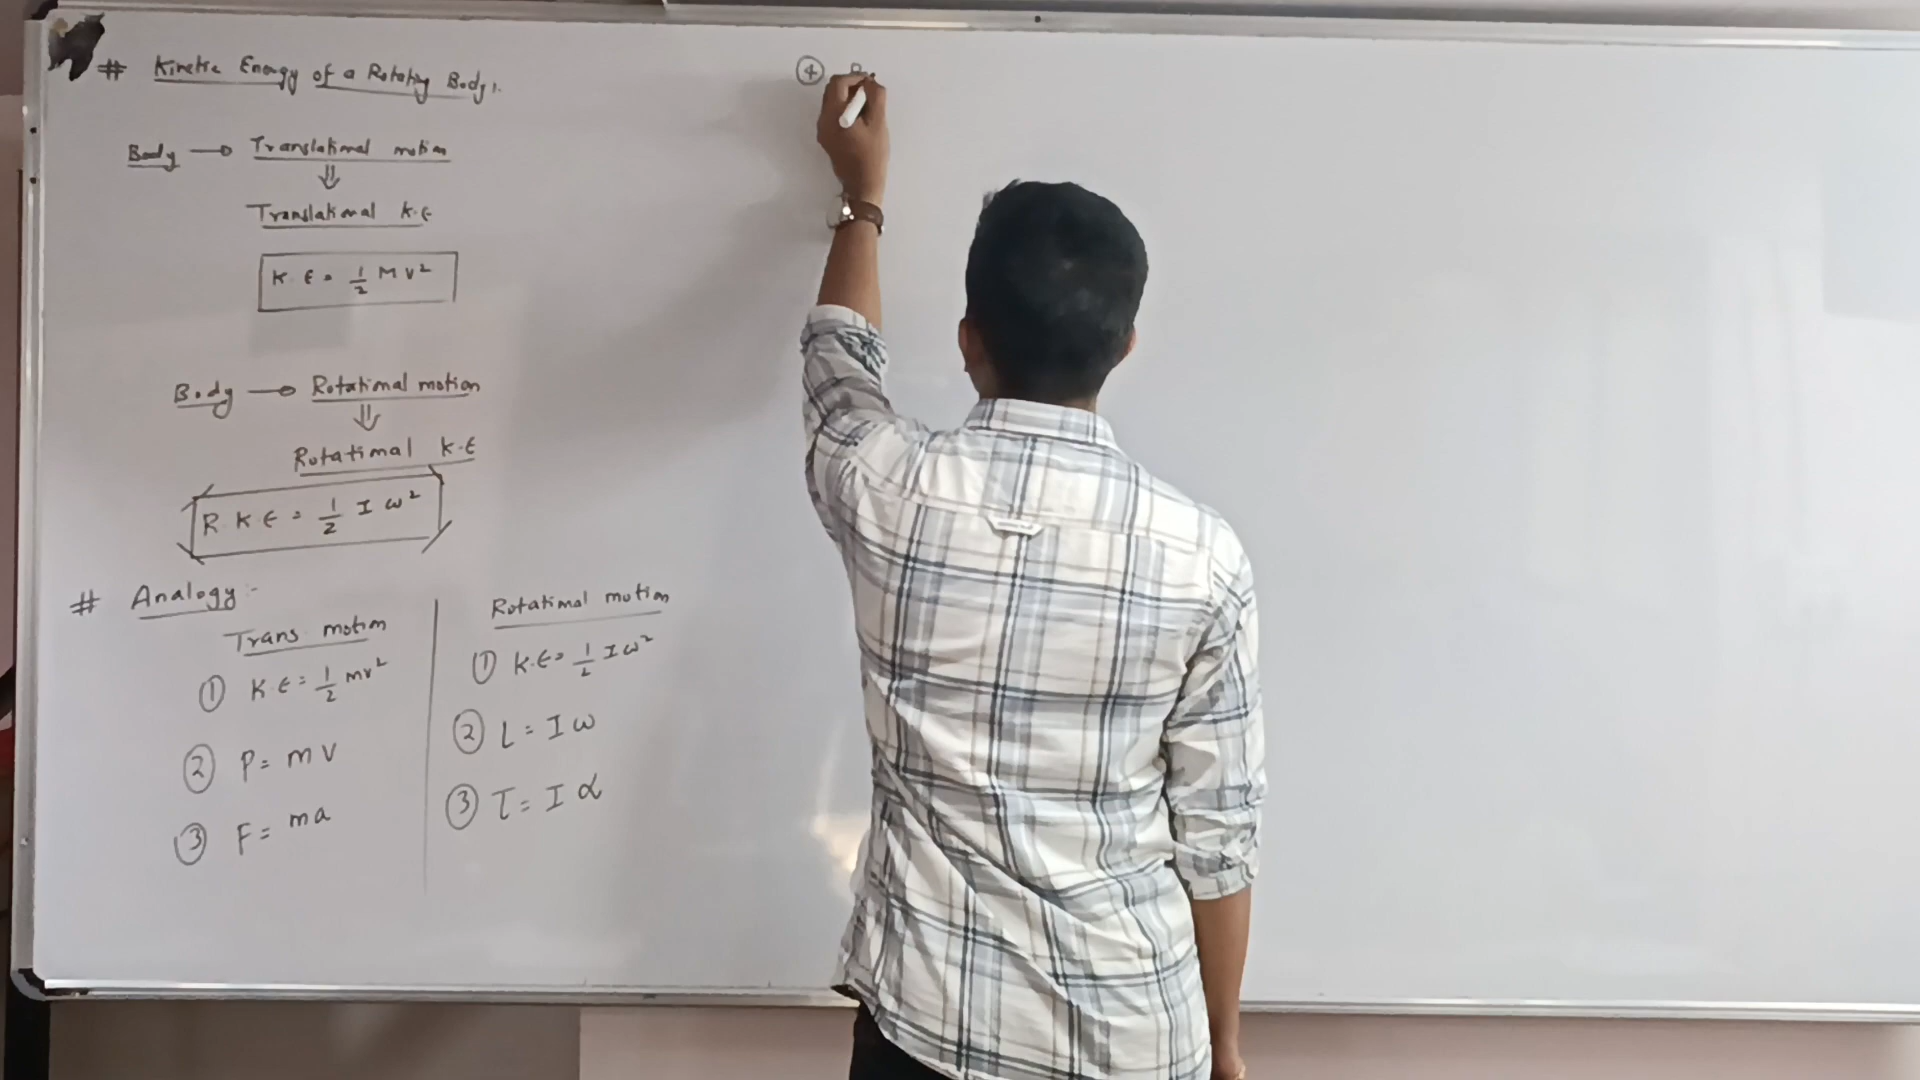 # Kinetic Energy of a Rotating Body:
Body → Translational motion
⇓
Translational K.E
K.E = 1/2 M V²
Body → Rotational motion
⇓
Rotational K.E
R.K.E = 1/2 I ω²
# Analogy:-
Trans. motion
① K.E = 1/2 mv²
② P = m v
③ F = ma
Rotational motion
① K.E = 1/2 I ω²
② L = I ω
③ τ = I α
④